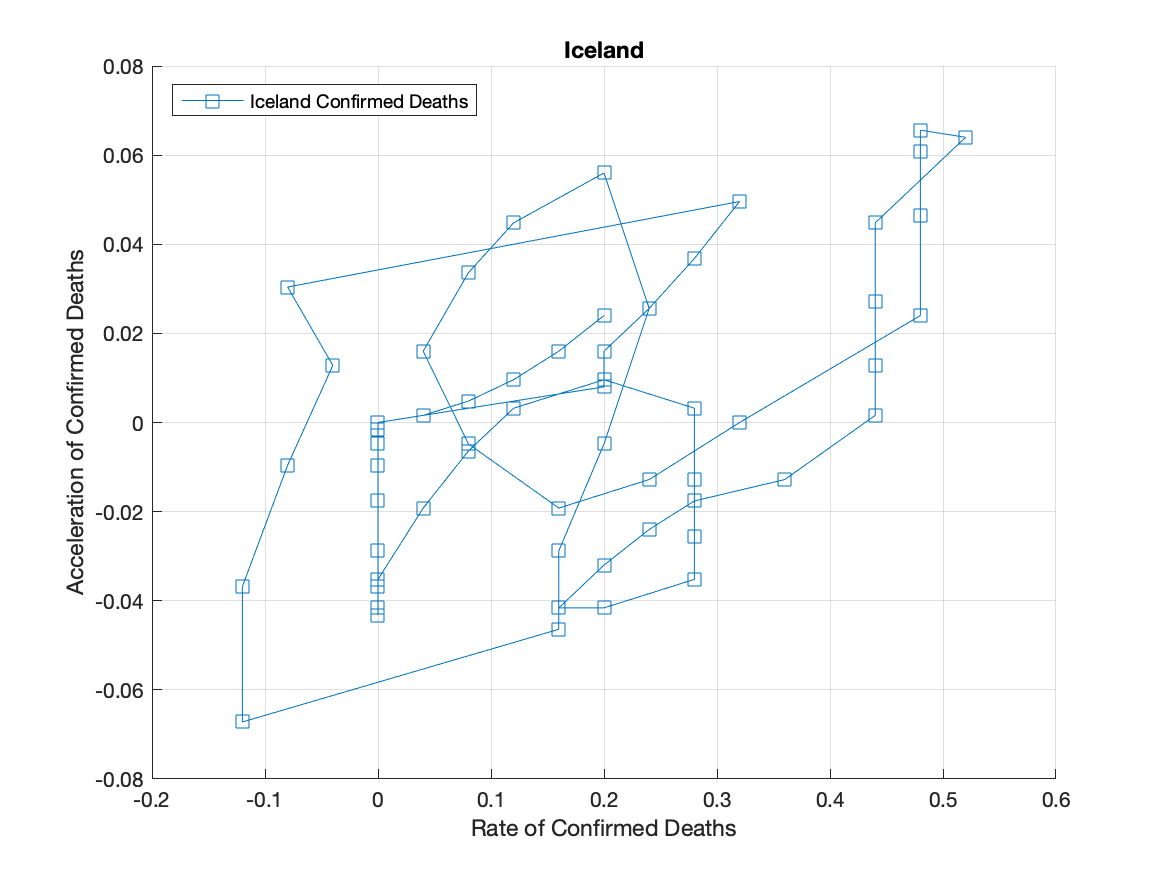 Iceland
Iceland Confirmed Deaths
0.08
0.06
0.04
0.02
0
-0.02
-0.04
-0.06
-0.08
Acceleration of Confirmed Deaths
-0.2 -0.1 0 0.1 0.2 0.3 0.4 0.5 0.6
Rate of Confirmed Deaths